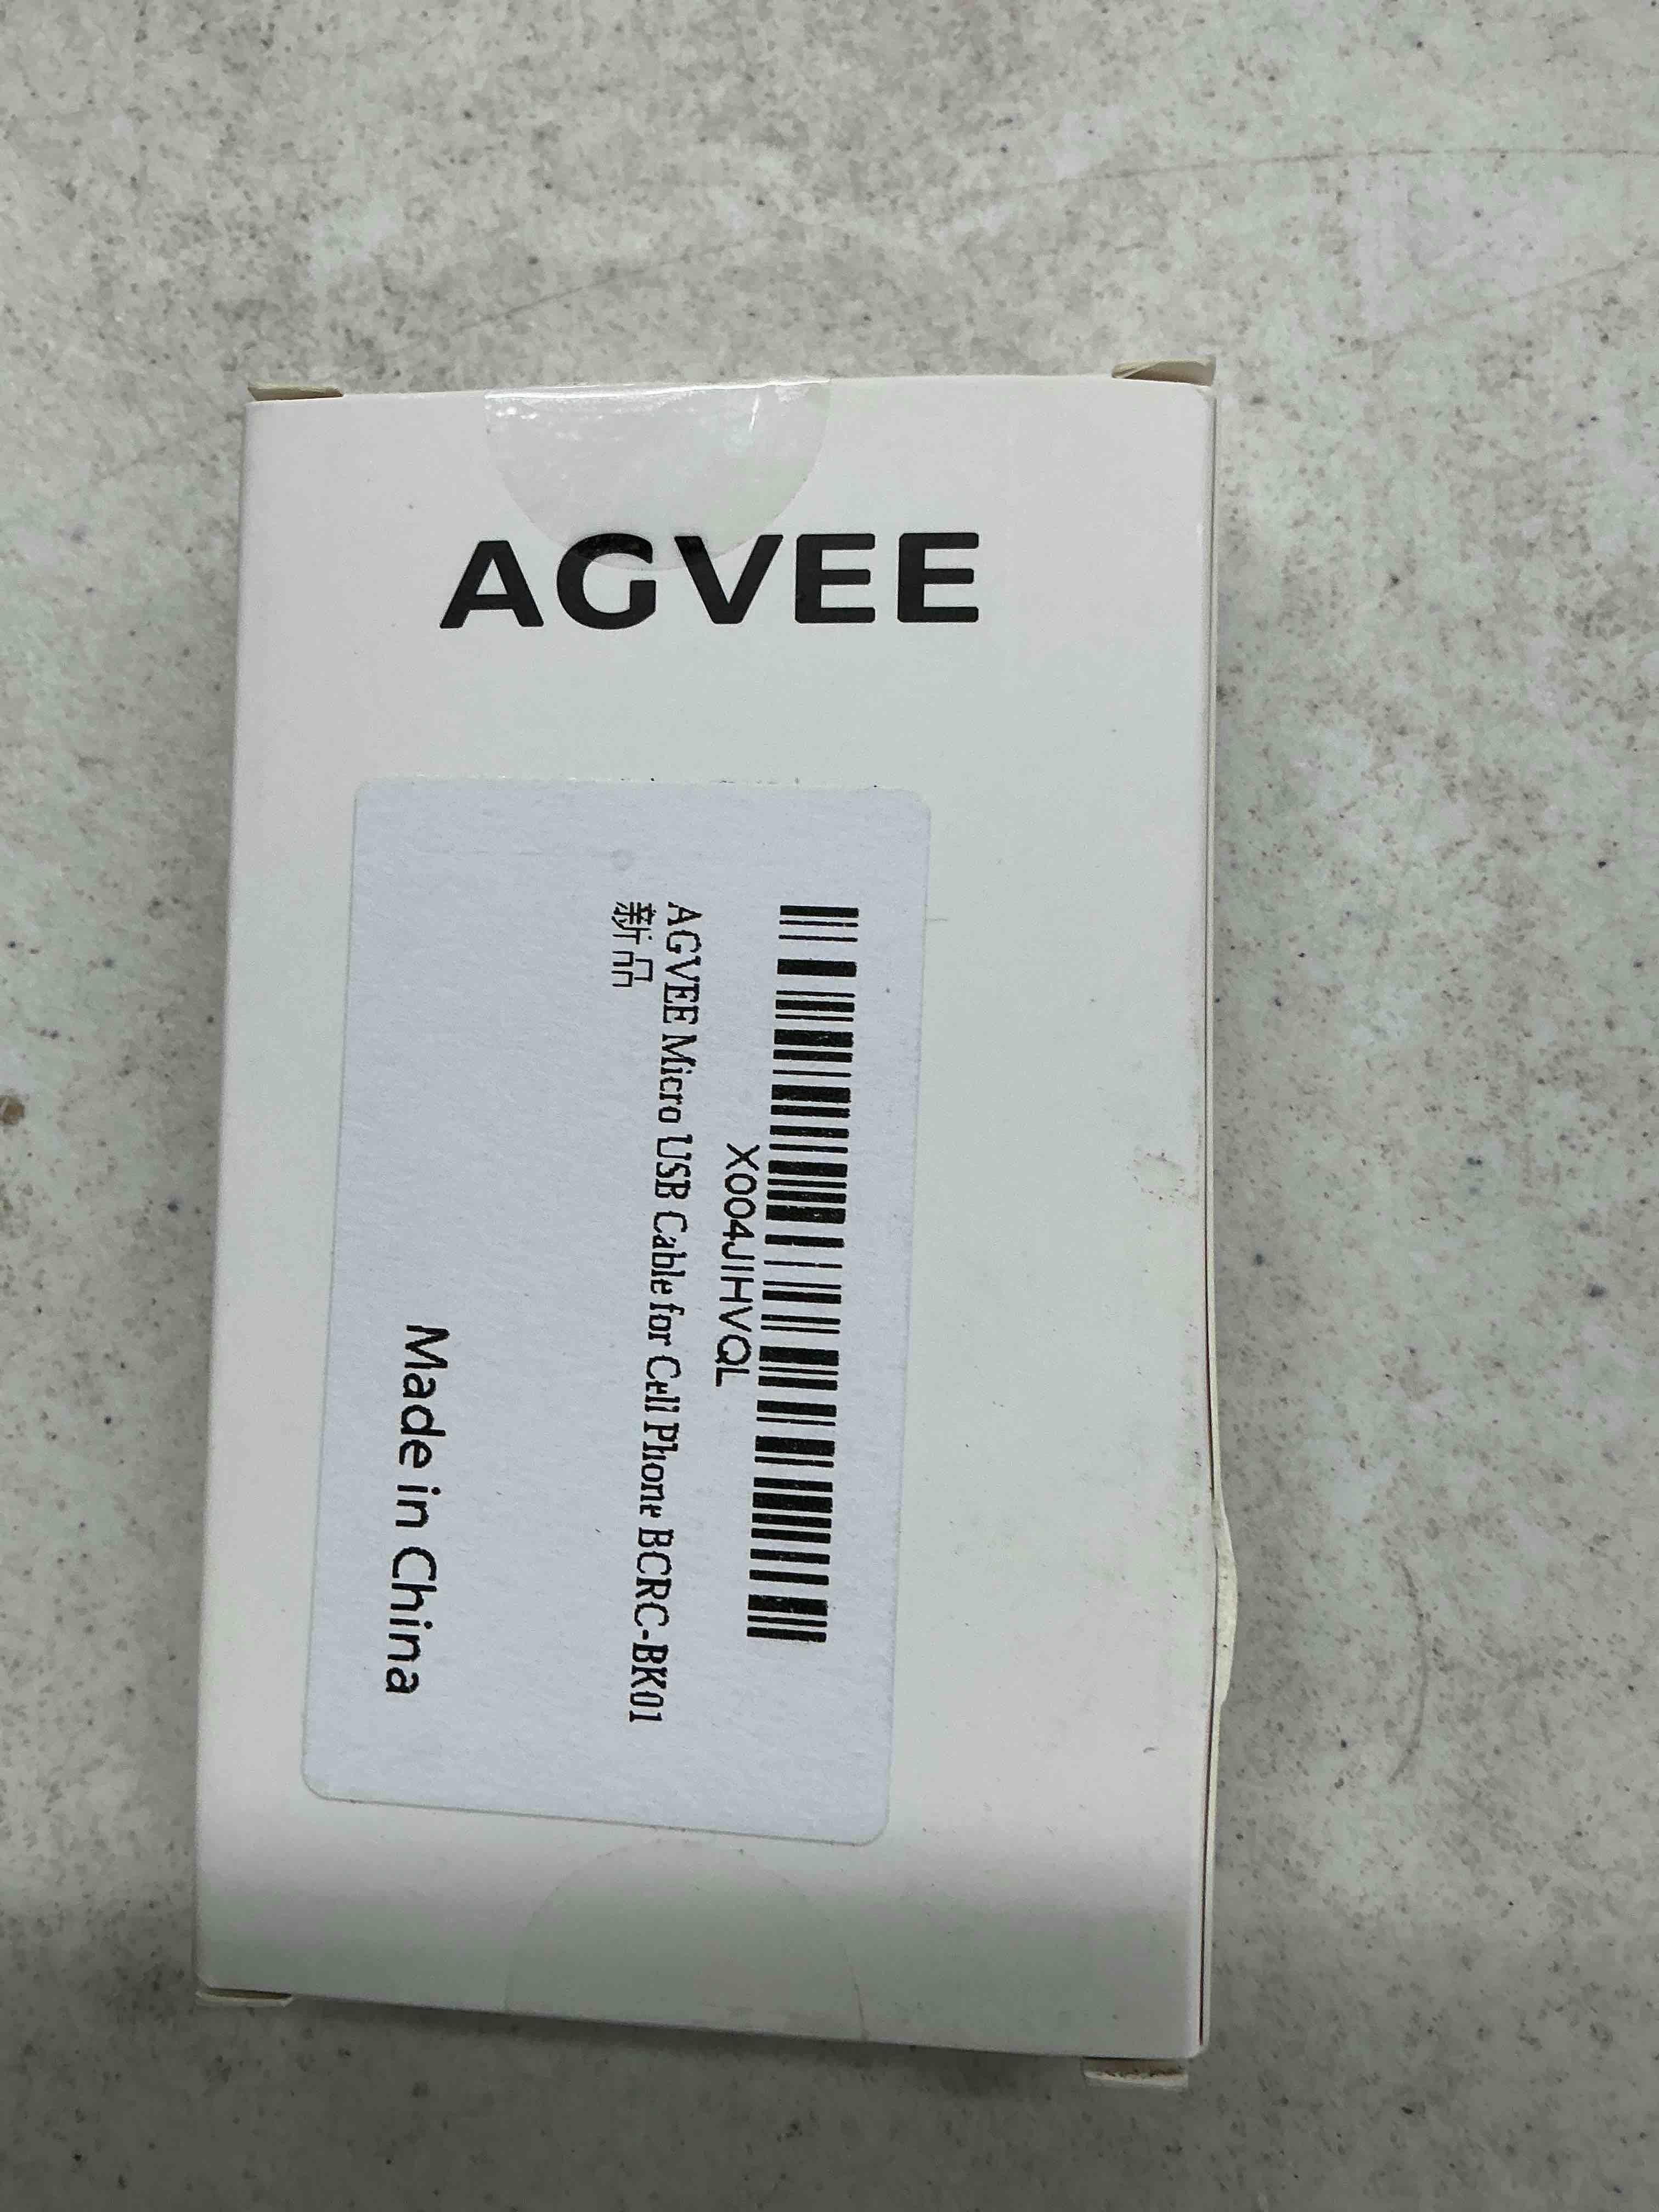 AGVEE
X004JIHVQL
AGVEE Micro USB Cable for Cell Phone BCRC-BK01
新品
Made in China